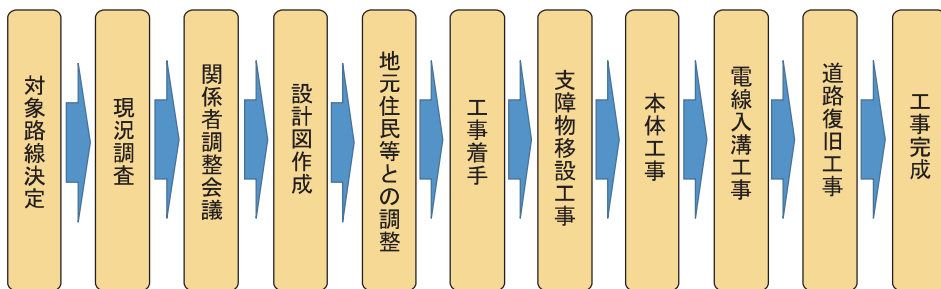 対象路線決定
現況調査
関係者調整会議
設計図作成
地元住民等との調整
工事着手
支障物移設工事
本体工事
電線入溝工事
道路復旧工事
工事完成